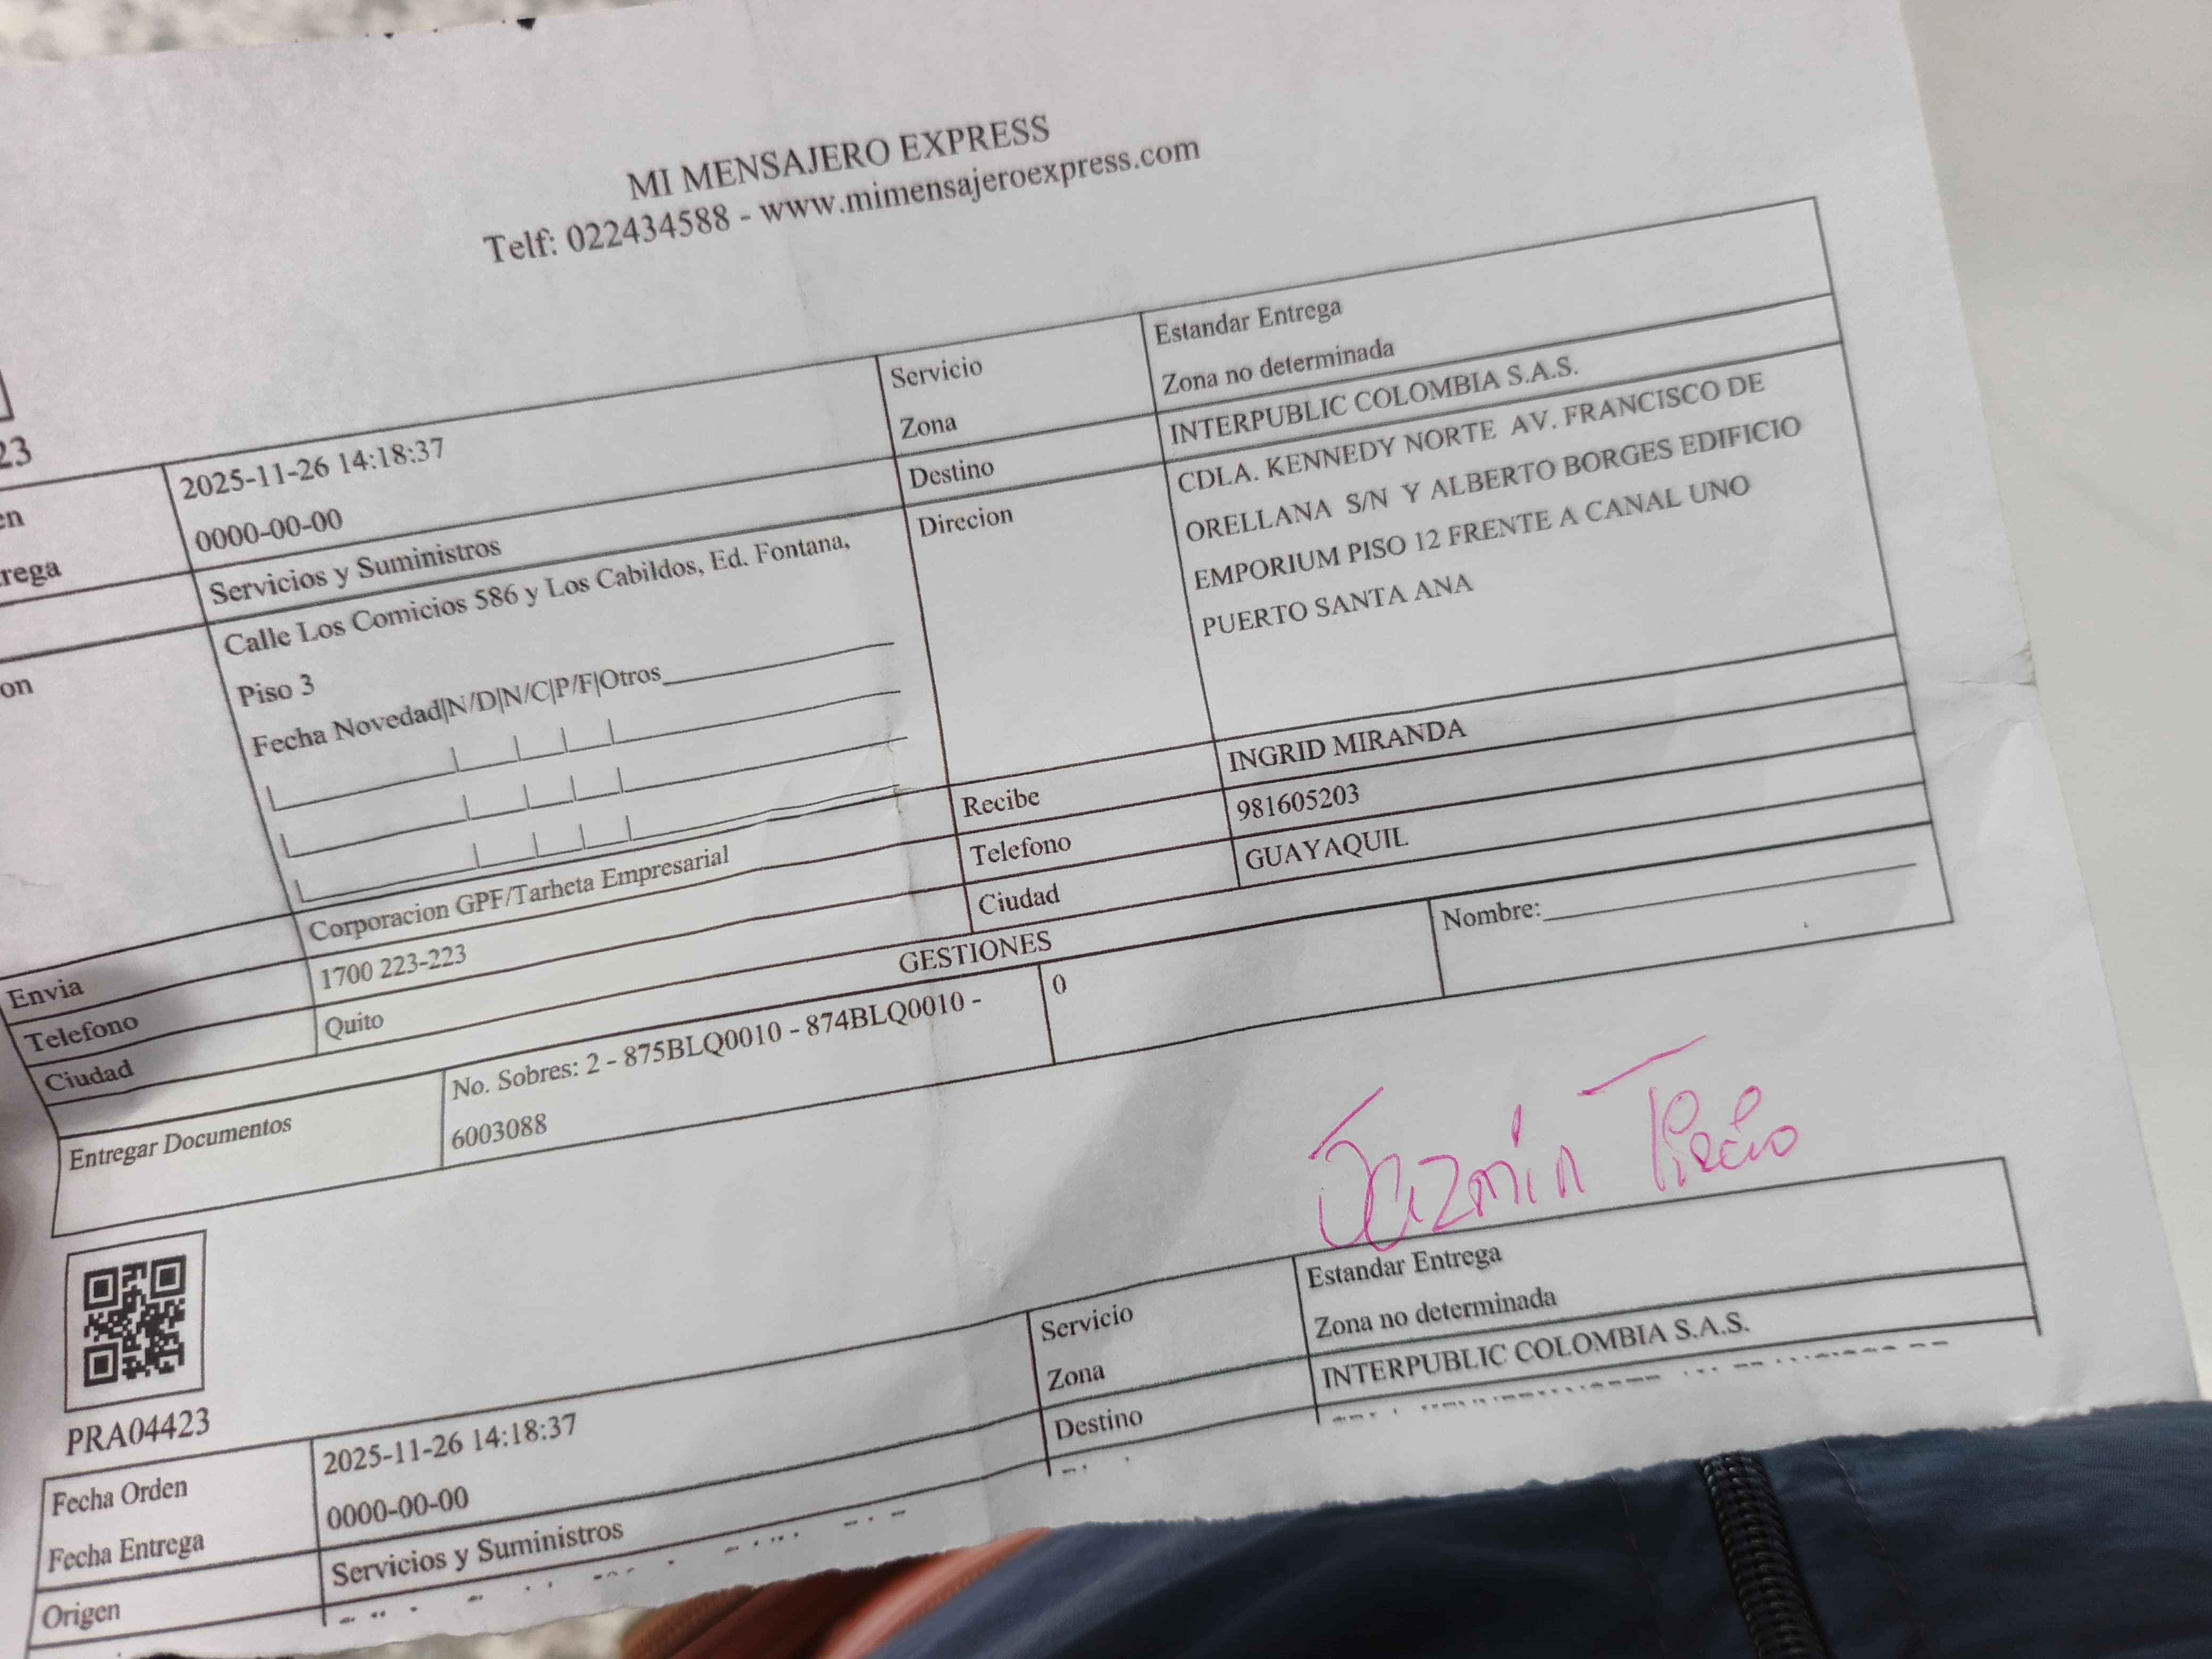 MI MENSAJERO EXPRESS
Telf: 022434588 - www.mimensajeroexpress.com
23
en
2025-11-26 14:18:37
Servicio
Estandar Entrega
rega
0000-00-00
Zona
Zona no determinada
Servicios y Suministros
Destino
INTERPUBLIC COLOMBIA S.A.S.
on
Calle Los Comicios 586 y Los Cabildos, Ed. Fontana,
Piso 3
Fecha Novedad|N/D|N/C|P/F|Otros
Direcion
CDLA. KENNEDY NORTE AV. FRANCISCO DE
ORELLANA S/N Y ALBERTO BORGES EDIFICIO
EMPORIUM PISO 12 FRENTE A CANAL UNO
PUERTO SANTA ANA
Envia
Corporacion GPF/Tarheta Empresarial
Recibe
INGRID MIRANDA
Telefono
1700 223-223
Telefono
981605203
Ciudad
Quito
Ciudad
GUAYAQUIL
GESTIONES
Entregar Documentos
No. Sobres: 2 - 875BLQ0010 - 874BLQ0010 -
6003088
0
Nombre:
Jazmín
PRA04423
Fecha Orden
2025-11-26 14:18:37
Servicio
Estandar Entrega
Fecha Entrega
0000-00-00
Zona
Zona no determinada
Origen
Servicios y Suministros
Destino
INTERPUBLIC COLOMBIA S.A.S.